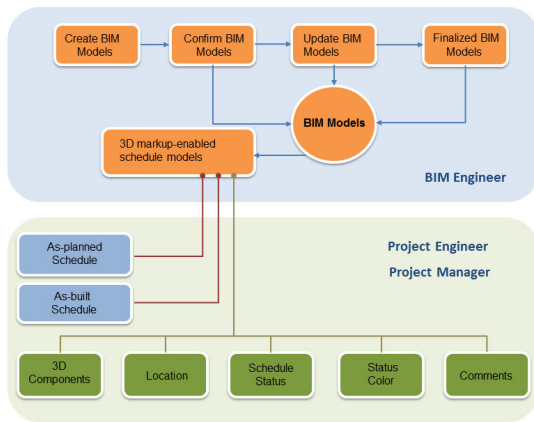 Create BIM
Models
Confirm BIM
Models
Update BIM
Models
Finalized BIM
Models
BIM Models
3D markup-enabled
schedule models
BIM Engineer
As-planned
Schedule
Project Engineer
Project Manager
As-built
Schedule
3D
Components
Location
Schedule
Status
Status
Color
Comments